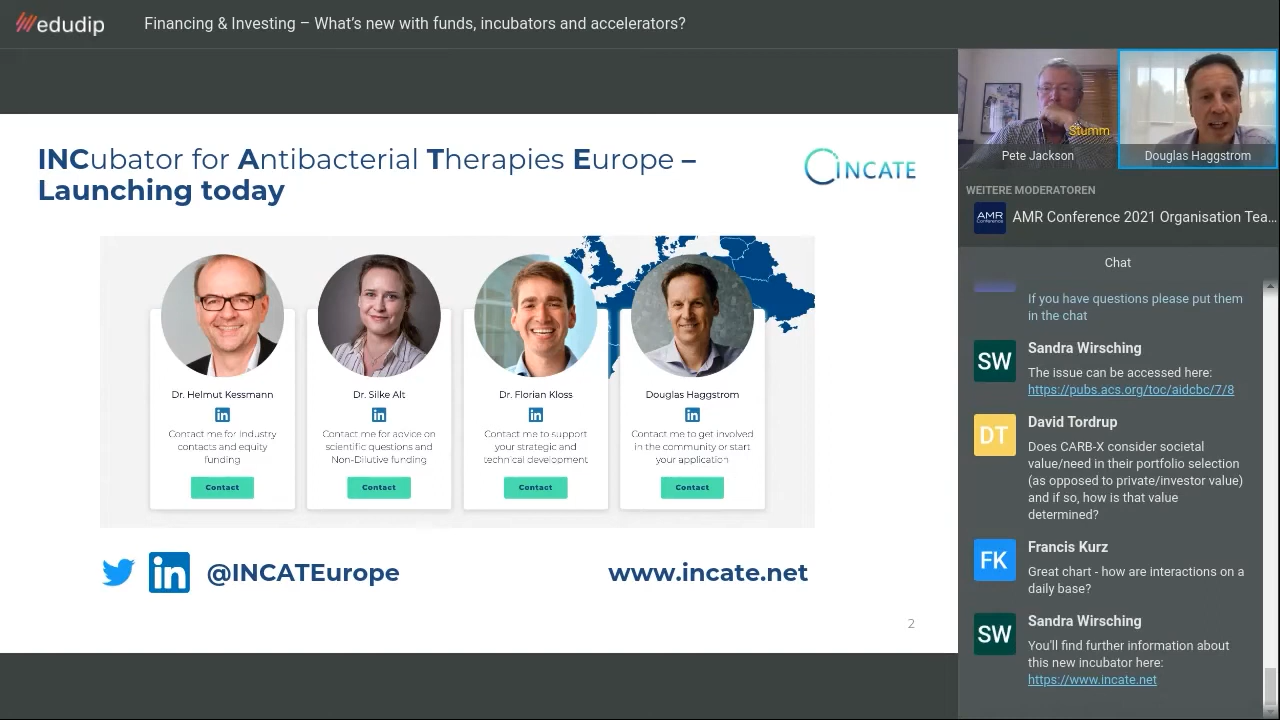 edudip
Financing & Investing – What's new with funds, incubators and accelerators?
INCubator for Antibacterial Therapies Europe –
Launching today
INCATE
Dr. Helmut Kessmann
in
Contact me for industry
contacts and equity
funding
Contact
Dr. Silke Alt
in
Contact me for advice on
scientific questions and
Non-Dilutive funding
Contact
Dr. Florian Kloss
in
Contact me to support
your strategic and
technical development
Contact
Douglas Haggstrom
in
Contact me to get involved
in the community or start
your application
Contact
in
@INCATEurope
www.incate.net
2
Stumm
Pete Jackson
Douglas Haggstrom
WEITERE MODERATOREN
AMR
Conference
AMR Conference 2021 Organisation Tea...
Chat
If you have questions please put them
in the chat
SW
Sandra Wirsching
The issue can be accessed here:
https://pubs.acs.org/toc/aidcbc/7/8
DT
David Tordrup
Does CARB-X consider societal
value/need in their portfolio selection
(as opposed to private/investor value)
and if so, how is that value
determined?
FK
Francis Kurz
Great chart - how are interactions on a
daily base?
SW
Sandra Wirsching
You'll find further information about
this new incubator here:
https://www.incate.net